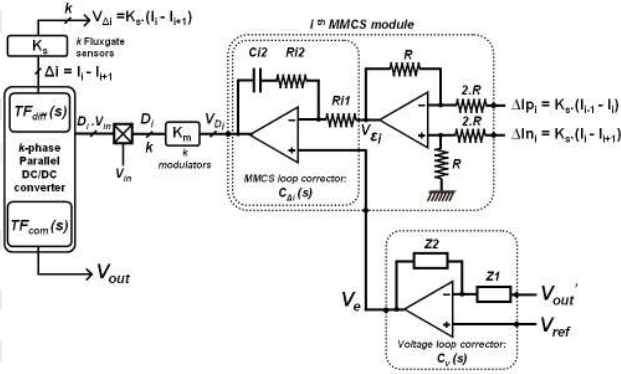 k
V_Δi =K_s.(I_i - I_i+1)
K_s
k Fluxgate
sensors
Δi = I_i - I_i+1
TF_diff(s)
k-phase
Parallel
DC/DC
converter
TF_com(s)
V_out
D_i.V_in
V_in
D_i
k
K_m
k
modulators
V_Di
i th MMCS module
Ci2
Ri2
Ri1
MMCS loop corrector:
C_Δi(s)
V_εi
R
2.R
2.R
R
ΔIp_i = K_s.(I_i-1 - I_i)
ΔIn_i = K_s.(I_i - I_i+1)
Z2
Z1
V_e
V_out'
V_ref
Voltage loop corrector:
C_v(s)